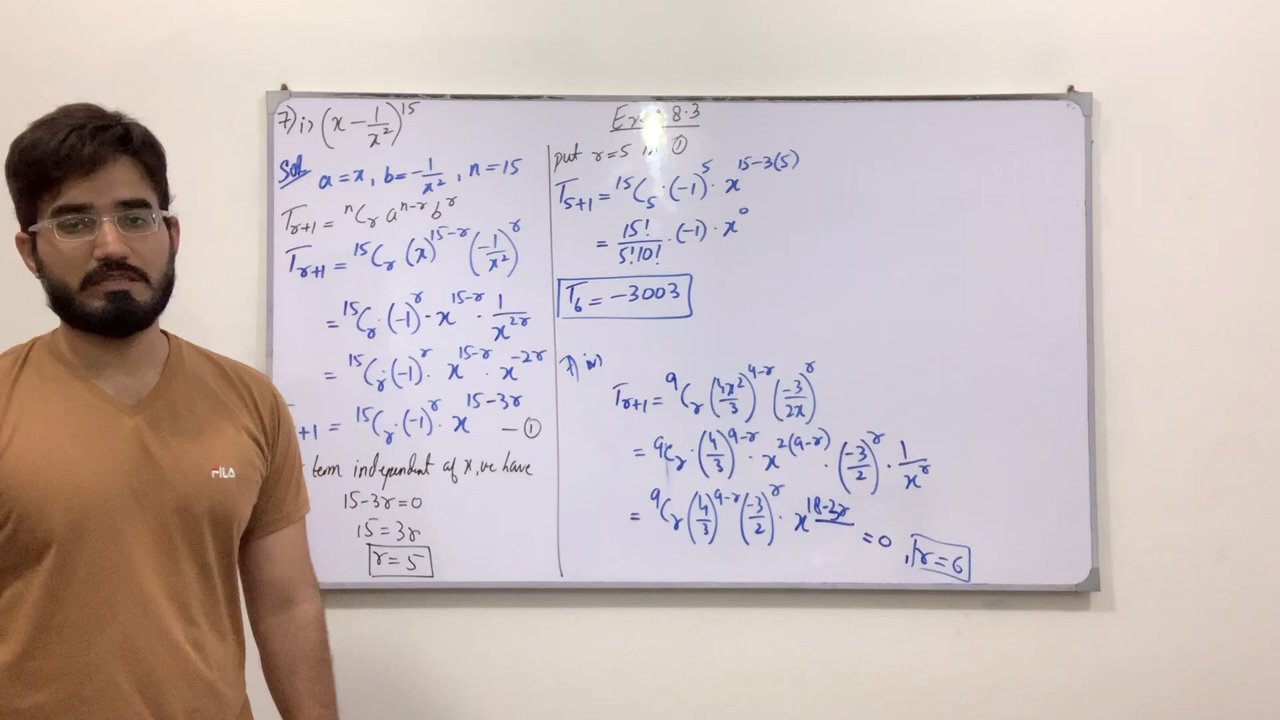 7) i) (x - 1/x²)^15
Sol a = x, b = -1/x², n = 15
T_{r+1} = ⁿC_r a^{n-r} b^r
T_{r+1} = ¹⁵C_r (x)^{15-r} (-1/x²)^r
= ¹⁵C_r · (-1)^r · x^{15-r} · 1/x^{2r}
= ¹⁵C_r · (-1)^r · x^{15-r} · x^{-2r}
+1 = ¹⁵C_r · (-1)^r · x^{15-3r} — ①
term independent of x, we have
15-3r = 0
15 = 3r
r = 5
8.3
put r = 5 in ①
T_{5+1} = ¹⁵C_5 · (-1)^5 · x^{15-3(5)}
= 15!/5!10! · (-1) · x^0
T_6 = -3003
7) iv)
T_{r+1} = ⁹C_r (4x²/3)^{9-r} (-3/2x)^r
= ⁹C_r · (4/3)^{9-r} · x^{2(9-r)} · (-3/2)^r · 1/x^r
= ⁹C_r (4/3)^{9-r} (-3/2)^r · x^{18-3r} = 0, r = 6
FILA